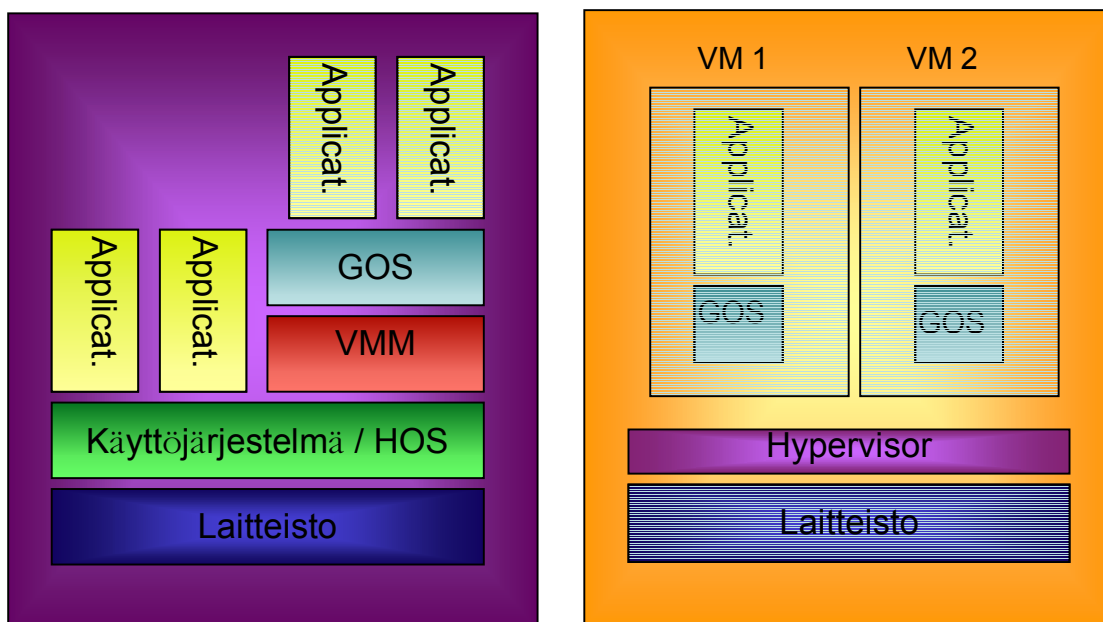 Applicat.
Applicat.
Applicat.
Applicat.
GOS
VMM
Käyttöjärjestelmä / HOS
Laitteisto
VM 1
VM 2
Applicat.
Applicat.
GOS
GOS
Hypervisor
Laitteisto